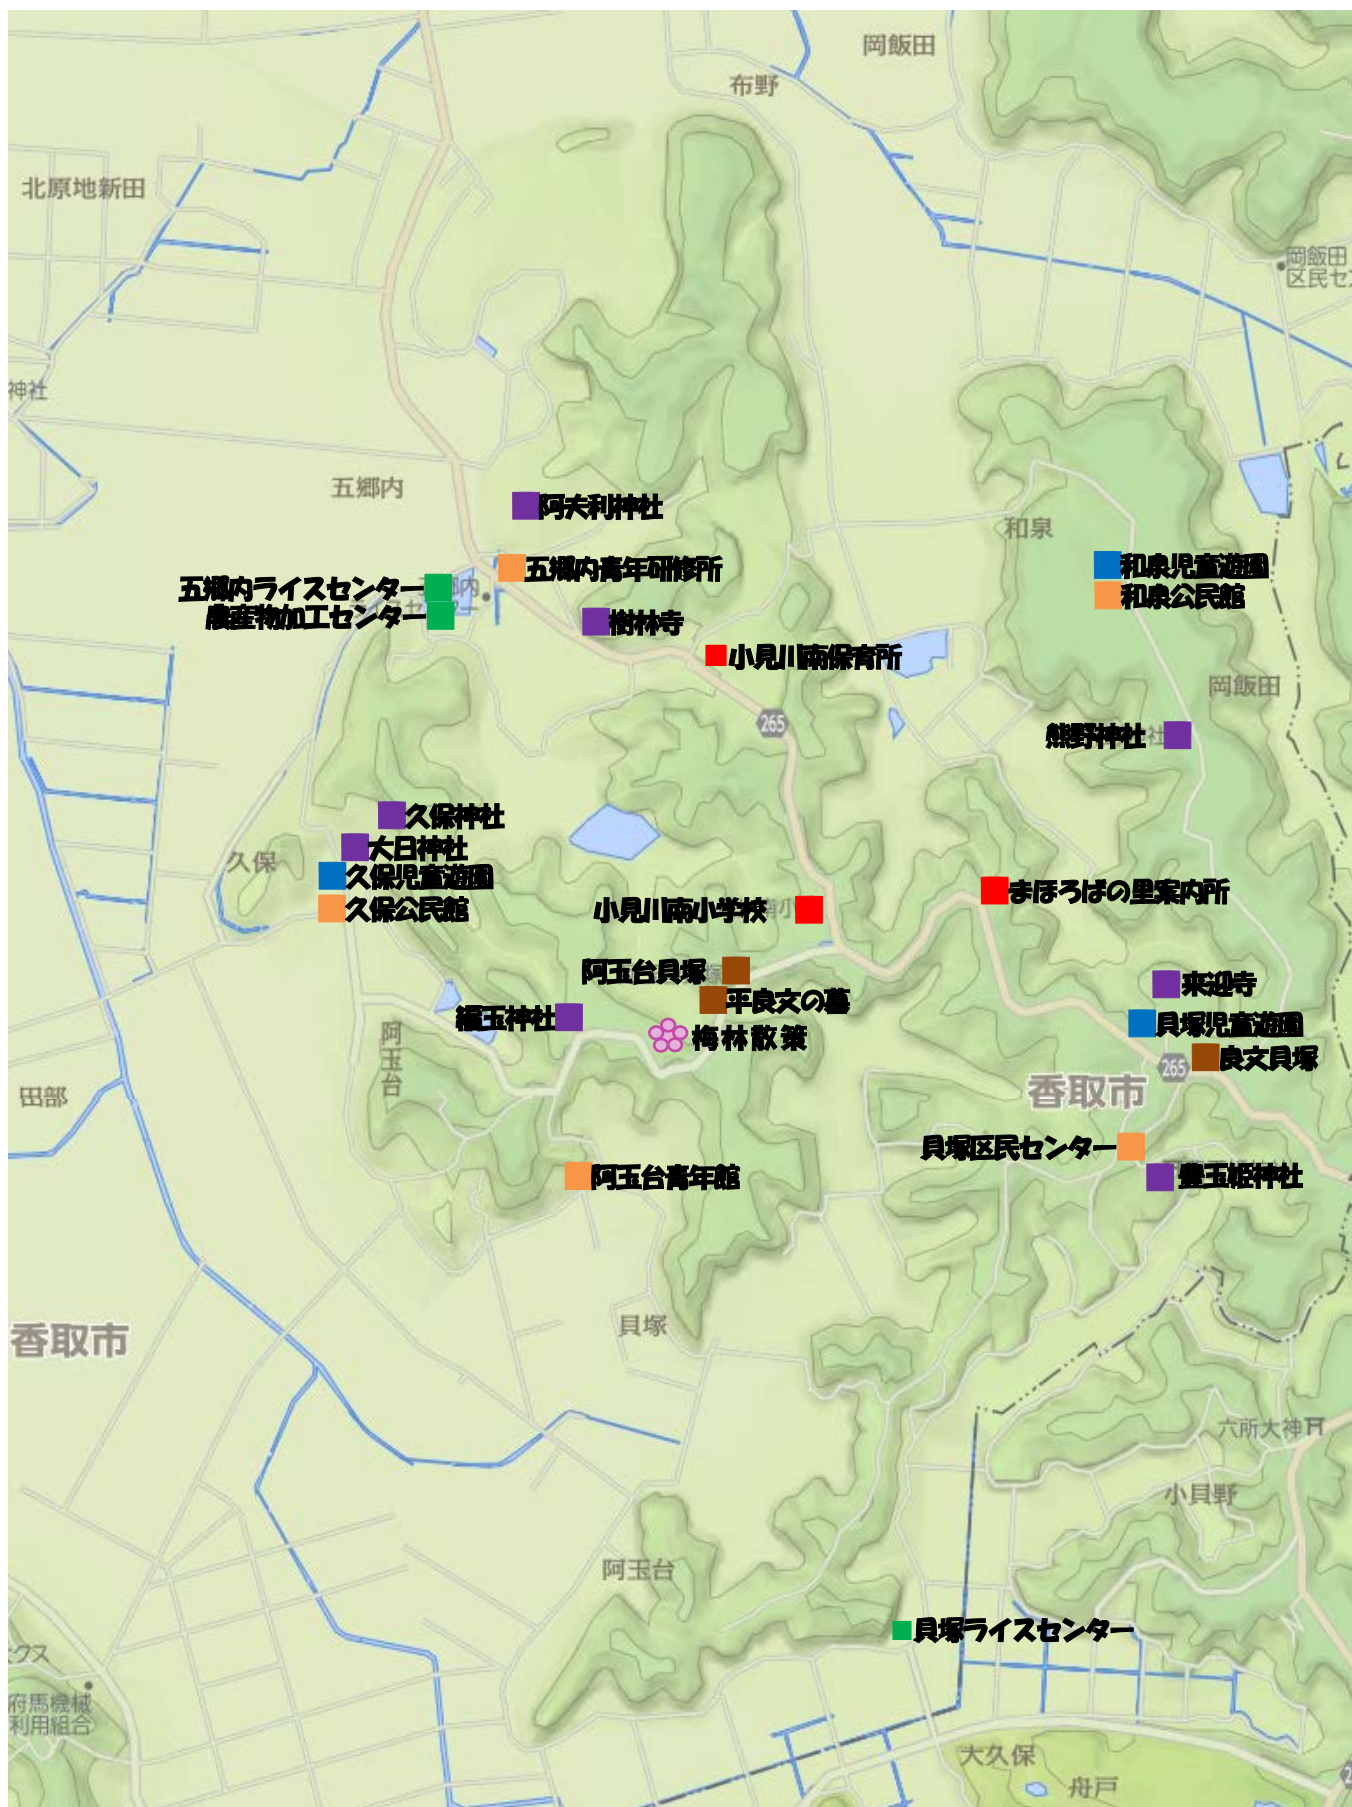 岡飯田
布野
北原地新田
岡飯田
区民セ
神社
五郷内
阿夫利神社
和泉
五郷内青年研修所
和泉児童遊園
五郷内ライスセンター
和泉公民館
農産物加工センター
樹林寺
小見川南保育所
岡飯田
265
熊野神社
久保神社
大日神社
久保
久保児童遊園
まほろばの里案内所
久保公民館
小見川南小学校
阿玉台貝塚
来迎寺
平良文の墓
編玉神社
貝塚児童遊園
梅林散策
阿玉台
良文貝塚
265
香取市
田部
貝塚区民センター
阿玉台青年館
豊玉姫神社
貝塚
香取市
六所大神
小貝野
阿玉台
貝塚ライスセンター
クス
府馬機械
利用組合
大久保
舟戸